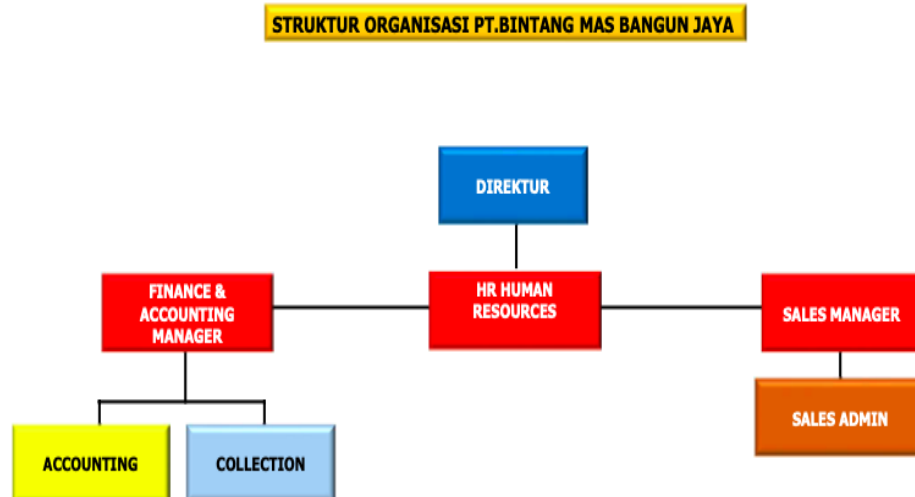 STRUKTUR ORGANISASI PT.BINTANG MAS BANGUN JAYA
DIREKTUR
FINANCE &
ACCOUNTING
MANAGER
HR HUMAN
RESOURCES
SALES MANAGER
SALES ADMIN
ACCOUNTING
COLLECTION